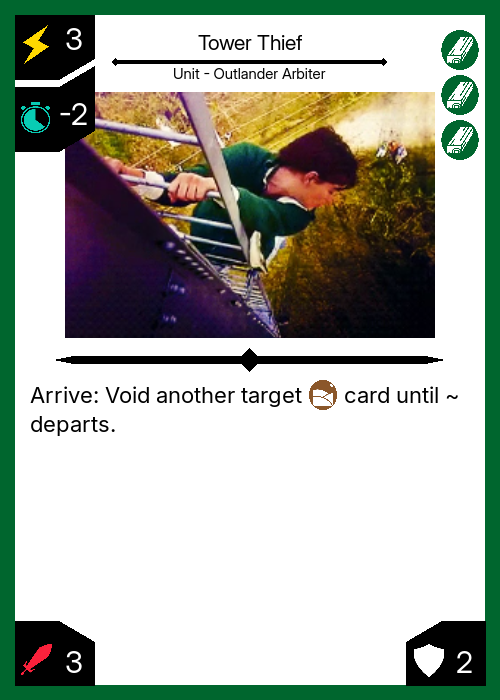 3
Tower Thief
Unit - Outlander Arbiter
-2
Arrive: Void another target card until ~
departs.
3
2